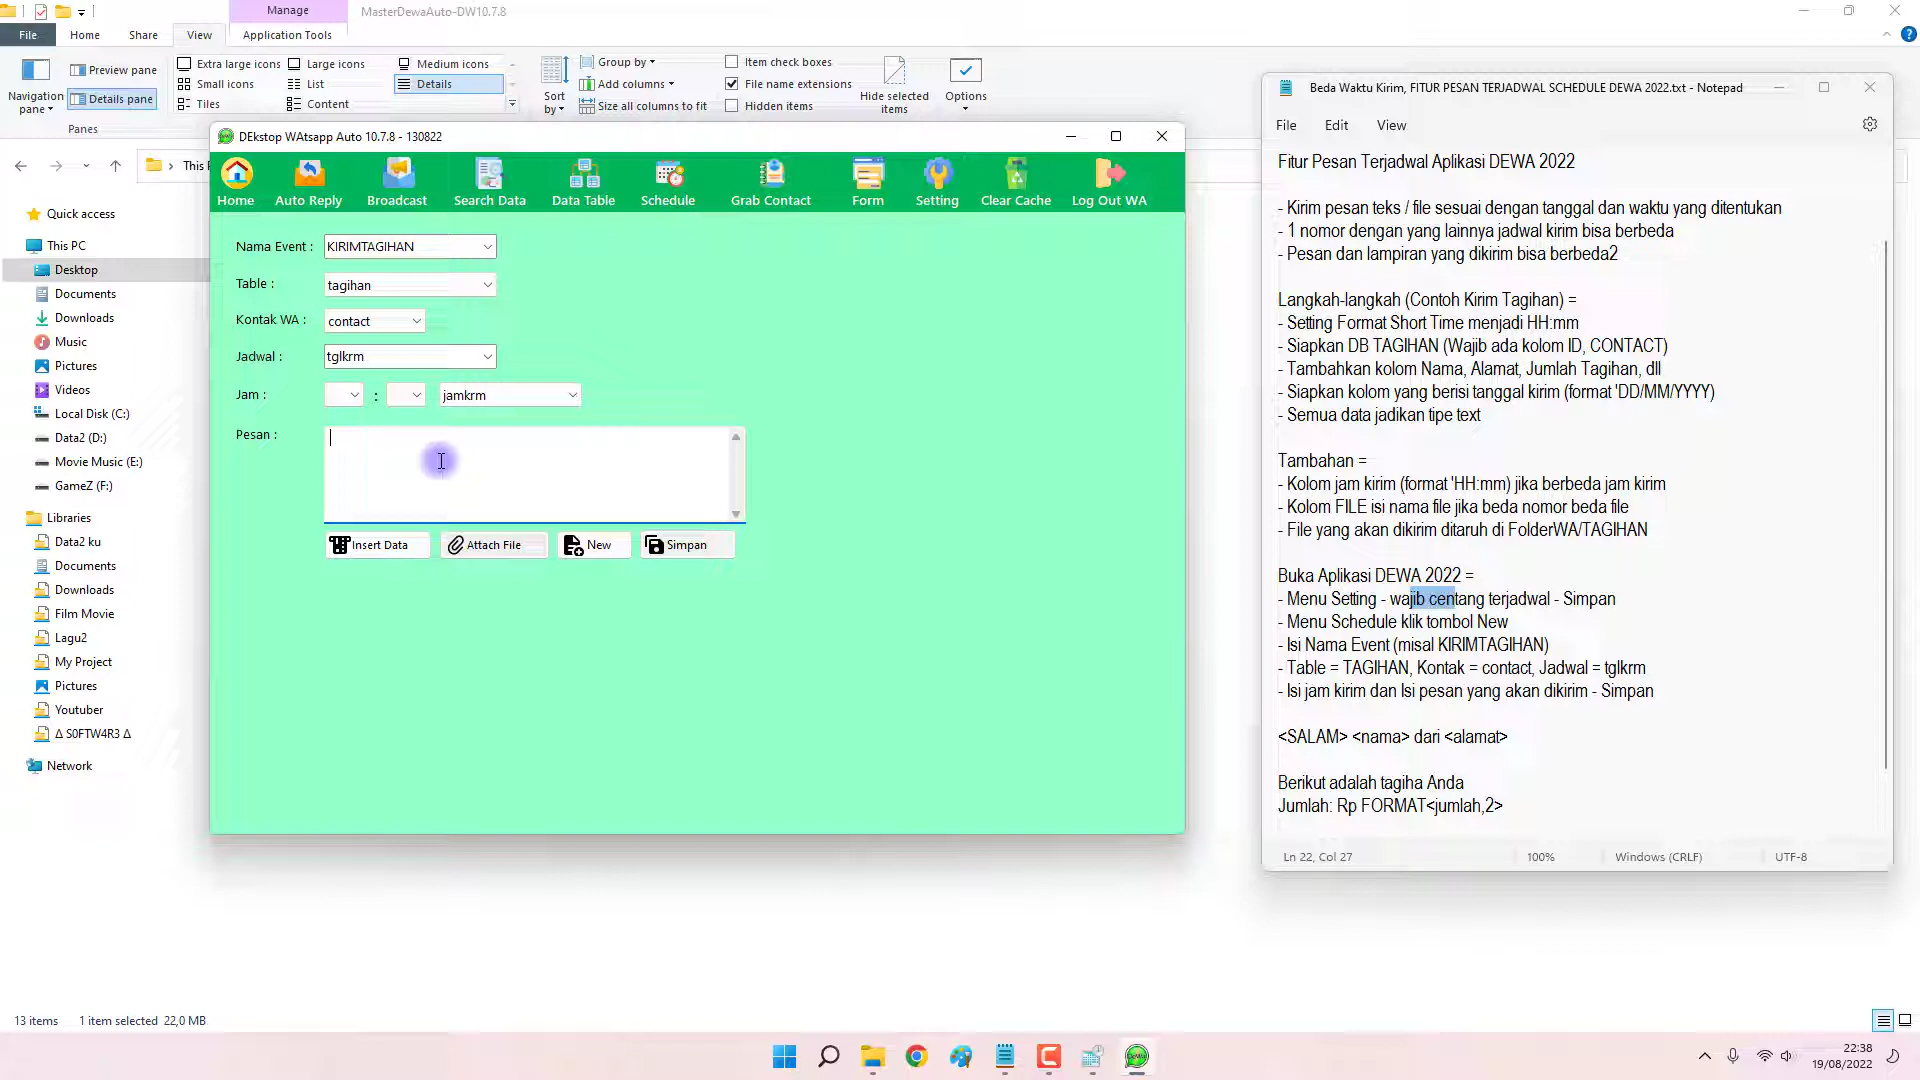 Manage
MasterDewaAuto-DW10.7.8
File
Home
Share
View
Application Tools
Navigation pane
Preview pane
Details pane
Panes
Extra large icons
Large icons
Medium icons
Small icons
List
Details
Tiles
Content
Sort by
Group by
Add columns
Size all columns to fit
Item check boxes
File name extensions
Hidden items
Hide selected items
Options
This P
Quick access
This PC
Desktop
Documents
Downloads
Music
Pictures
Videos
Local Disk (C:)
Data2 (D:)
Movie Music (E:)
GameZ (F:)
Libraries
Data2 ku
Documents
Downloads
Film Movie
Lagu2
My Project
Pictures
Youtuber
Δ S0FTW4R3 Δ
Network
13 items 1 item selected 22,0 MB
DEkstop WAtsapp Auto 10.7.8 - 130822
Home
Auto Reply
Broadcast
Search Data
Data Table
Schedule
Grab Contact
Form
Setting
Clear Cache
Log Out WA
Nama Event : KIRIMTAGIHAN
Table : tagihan
Kontak WA : contact
Jadwal : tglkrm
Jam : : jamkrm
Pesan :
Insert Data
Attach File
New
Simpan
Beda Waktu Kirim, FITUR PESAN TERJADWAL SCHEDULE DEWA 2022.txt - Notepad
File Edit View
Fitur Pesan Terjadwal Aplikasi DEWA 2022
- Kirim pesan teks / file sesuai dengan tanggal dan waktu yang ditentukan
- 1 nomor dengan yang lainnya jadwal kirim bisa berbeda
- Pesan dan lampiran yang dikirim bisa berbeda2
Langkah-langkah (Contoh Kirim Tagihan) =
- Setting Format Short Time menjadi HH:mm
- Siapkan DB TAGIHAN (Wajib ada kolom ID, CONTACT)
- Tambahkan kolom Nama, Alamat, Jumlah Tagihan, dll
- Siapkan kolom yang berisi tanggal kirim (format 'DD/MM/YYYY)
- Semua data jadikan tipe text
Tambahan =
- Kolom jam kirim (format 'HH:mm) jika berbeda jam kirim
- Kolom FILE isi nama file jika beda nomor beda file
- File yang akan dikirim ditaruh di FolderWA/TAGIHAN
Buka Aplikasi DEWA 2022 =
- Menu Setting - wajib centang terjadwal - Simpan
- Menu Schedule klik tombol New
- Isi Nama Event (misal KIRIMTAGIHAN)
- Table = TAGIHAN, Kontak = contact, Jadwal = tglkrm
- Isi jam kirim dan Isi pesan yang akan dikirim - Simpan
<SALAM> <nama> dari <alamat>
Berikut adalah tagiha Anda
Jumlah: Rp FORMAT<jumlah,2>
Ln 22, Col 27
100%
Windows (CRLF)
UTF-8
22:38
19/08/2022